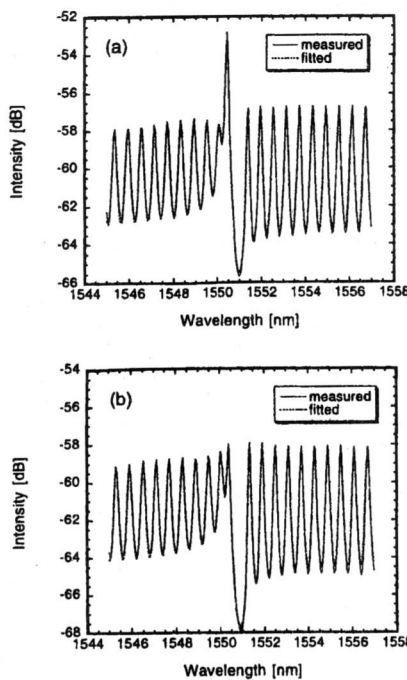 -52
-54
-56
-58
-60
-62
-64
-66
Intensity [dB]
(a)
measured
fitted
1544 1546 1548 1550 1552 1554 1556 1558
Wavelength [nm]
-54
-56
-58
-60
-62
-64
-66
-68
Intensity [dB]
(b)
measured
fitted
1544 1546 1548 1550 1552 1554 1556 1558
Wavelength [nm]